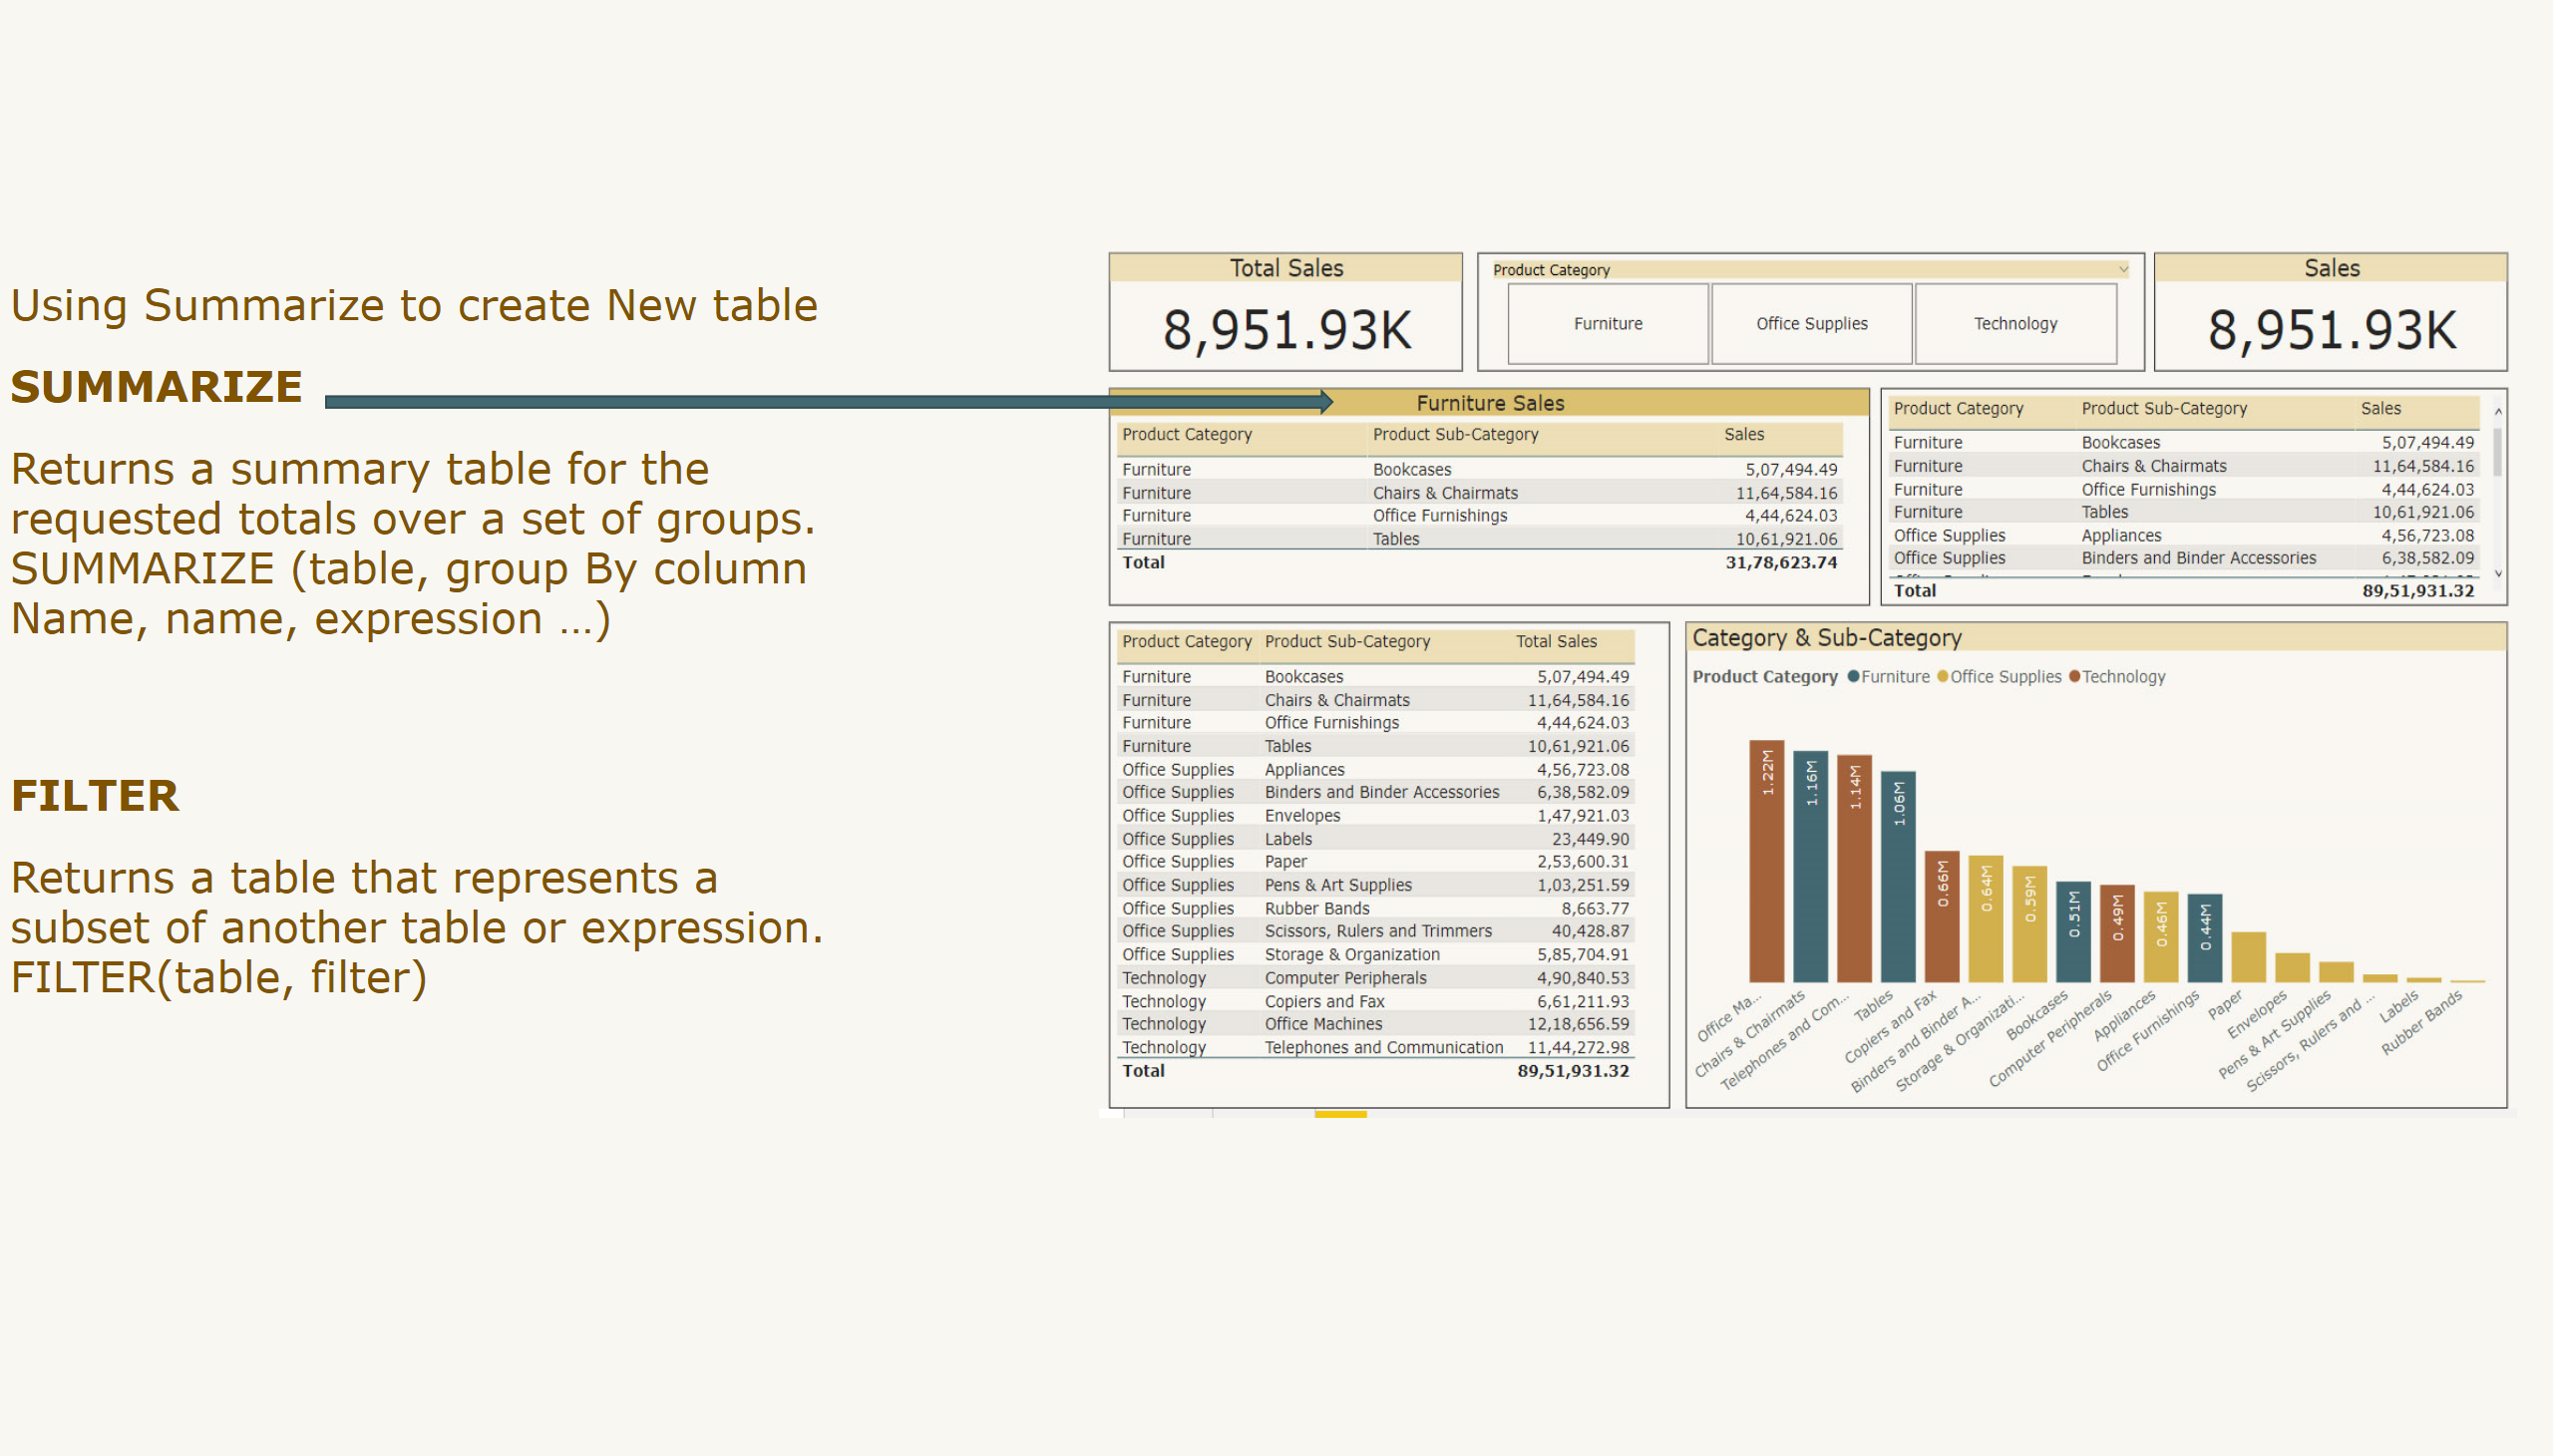 Using Summarize to create New table
SUMMARIZE
Returns a summary table for the
requested totals over a set of groups.
SUMMARIZE (table, group By column
Name, name, expression ...)
FILTER
Returns a table that represents a
subset of another table or expression.
FILTER(table, filter)
Total Sales
8,951.93K
Product Category
Furniture Office Supplies Technology
Sales
8,951.93K
Furniture Sales
Product Category Product Sub-Category Sales
Furniture Bookcases 5,07,494.49
Furniture Chairs & Chairmats 11,64,584.16
Furniture Office Furnishings 4,44,624.03
Furniture Tables 10,61,921.06
Total 31,78,623.74
Product Category Product Sub-Category Sales
Furniture Bookcases 5,07,494.49
Furniture Chairs & Chairmats 11,64,584.16
Furniture Office Furnishings 4,44,624.03
Furniture Tables 10,61,921.06
Office Supplies Appliances 4,56,723.08
Office Supplies Binders and Binder Accessories 6,38,582.09
Total 89,51,931.32
Product Category Product Sub-Category Total Sales
Furniture Bookcases 5,07,494.49
Furniture Chairs & Chairmats 11,64,584.16
Furniture Office Furnishings 4,44,624.03
Furniture Tables 10,61,921.06
Office Supplies Appliances 4,56,723.08
Office Supplies Binders and Binder Accessories 6,38,582.09
Office Supplies Envelopes 1,47,921.03
Office Supplies Labels 23,449.90
Office Supplies Paper 2,53,600.31
Office Supplies Pens & Art Supplies 1,03,251.59
Office Supplies Rubber Bands 8,663.77
Office Supplies Scissors, Rulers and Trimmers 40,428.87
Office Supplies Storage & Organization 5,85,704.91
Technology Computer Peripherals 4,90,840.53
Technology Copiers and Fax 6,61,211.93
Technology Office Machines 12,18,656.59
Technology Telephones and Communication 11,44,272.98
Total 89,51,931.32
Category & Sub-Category
Product Category Furniture Office Supplies Technology
1.22M
1.16M
1.14M
1.06M
0.66M
0.64M
0.59M
0.51M
0.49M
0.46M
0.44M
Office Ma...
Chairs & Chairmats
Telephones and Com...
Tables
Copiers and Fax
Binders and Binder A...
Storage & Organizati...
Bookcases
Computer Peripherals
Appliances
Office Furnishings
Paper
Envelopes
Pens & Art Supplies
Scissors, Rulers and ...
Labels
Rubber Bands